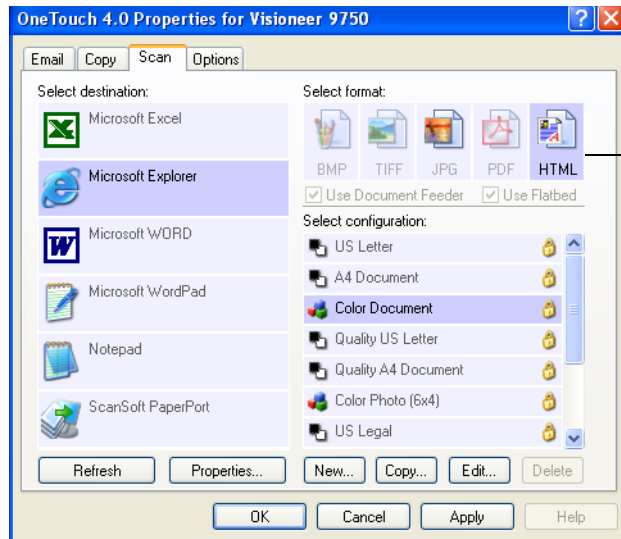 OneTouch 4.0 Properties for Visioneer 9750
Email Copy Scan Options
Select destination:
Microsoft Excel
Microsoft Explorer
Microsoft WORD
Microsoft WordPad
Notepad
ScanSoft PaperPort
Refresh Properties...
Select format:
BMP TIFF JPG PDF HTML
Use Document Feeder Use Flatbed
Select configuration:
US Letter
A4 Document
Color Document
Quality US Letter
Quality A4 Document
Color Photo (6x4)
US Legal
New... Copy... Edit... Delete
OK Cancel Apply Help